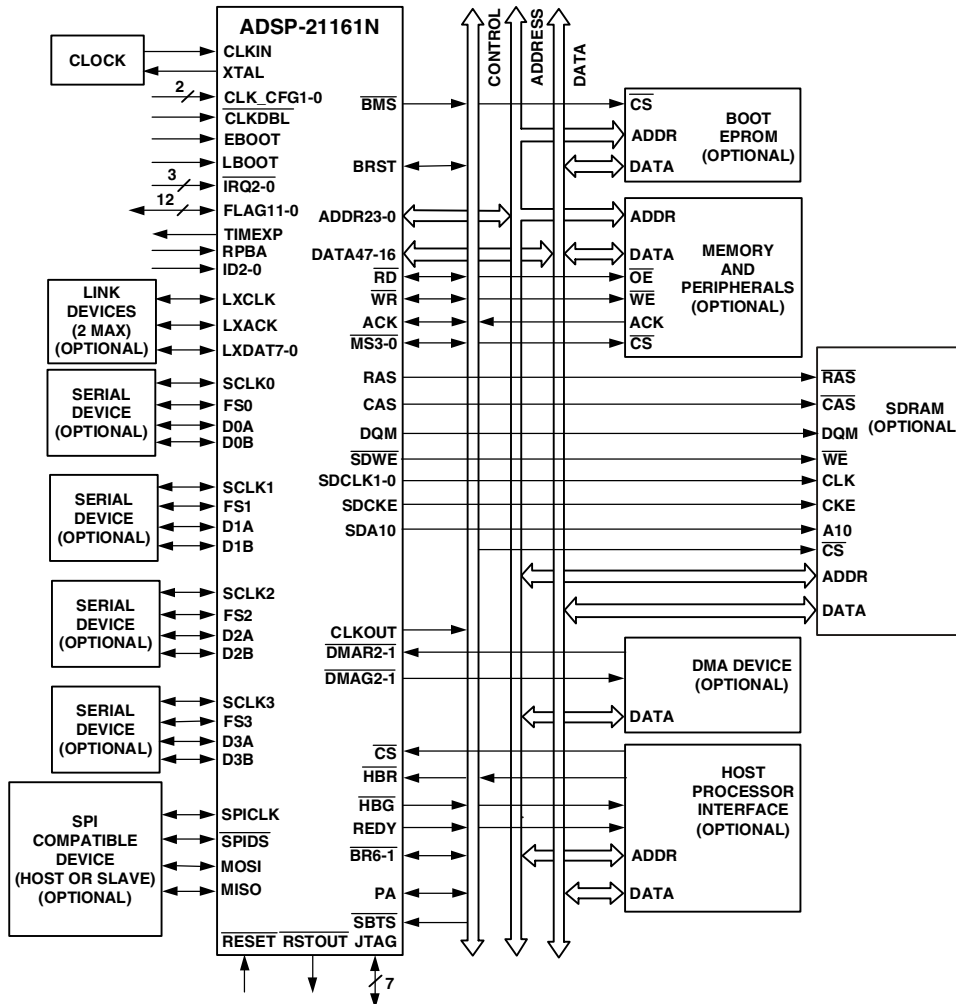 ADSP-21161N
CLOCK
CLKIN
XTAL
2
CLK_CFG1-0
CLKDBL
EBOOT
LBOOT
3
IRQ2-0
12
FLAG11-0
TIMEXP
RPBA
ID2-0
LINK
DEVICES
(2 MAX)
(OPTIONAL)
LXCLK
LXACK
LXDAT7-0
SERIAL
DEVICE
(OPTIONAL)
SCLK0
FS0
D0A
D0B
SERIAL
DEVICE
(OPTIONAL)
SCLK1
FS1
D1A
D1B
SERIAL
DEVICE
(OPTIONAL)
SCLK2
FS2
D2A
D2B
SERIAL
DEVICE
(OPTIONAL)
SCLK3
FS3
D3A
D3B
SPI
COMPATIBLE
DEVICE
(HOST OR SLAVE)
(OPTIONAL)
SPICLK
SPIDS
MOSI
MISO
RESET RSTOUT JTAG
7
BMS
BRST
ADDR23-0
DATA47-16
RD
WR
ACK
MS3-0
RAS
CAS
DQM
SDWE
SDCLK1-0
SDCKE
SDA10
CLKOUT
DMAR2-1
DMAG2-1
CS
HBR
HBG
REDY
BR6-1
PA
SBTS
CONTROL
ADDRESS
DATA
CS
ADDR
DATA
BOOT
EPROM
(OPTIONAL)
ADDR
DATA
OE
WE
ACK
CS
MEMORY
AND
PERIPHERALS
(OPTIONAL)
RAS
CAS
DQM
WE
CLK
CKE
A10
CS
ADDR
DATA
SDRAM
(OPTIONAL
DMA DEVICE
(OPTIONAL)
DATA
HOST
PROCESSOR
INTERFACE
(OPTIONAL)
ADDR
DATA